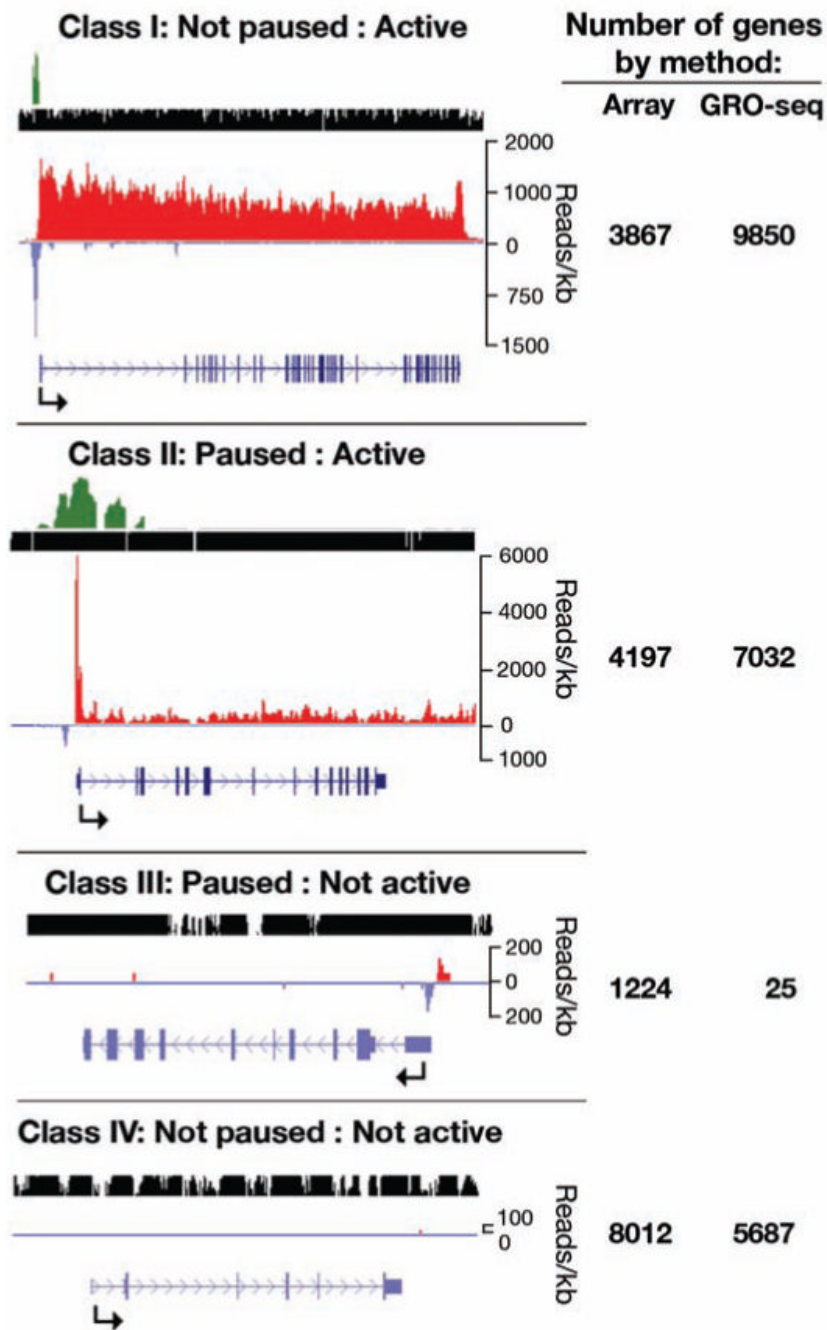 Class I: Not paused : Active
Number of genes
by method:
Array GRO-seq
2000
1000
0
750
1500
Reads/kb
3867 9850
Class II: Paused : Active
6000
4000
2000
0
1000
Reads/kb
4197 7032
Class III: Paused : Not active
200
0
200
Reads/kb
1224 25
Class IV: Not paused : Not active
100
0
Reads/kb
8012 5687